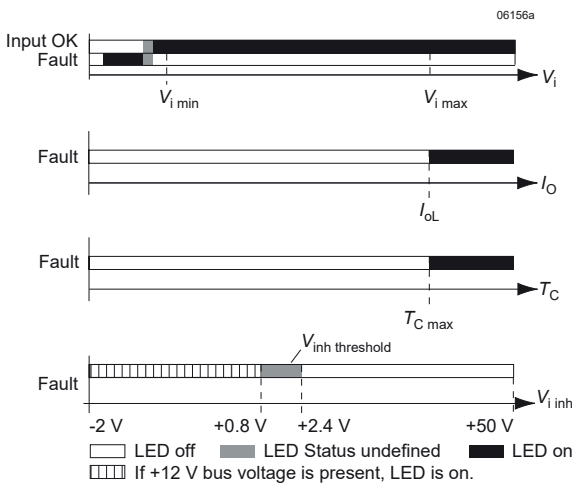 06156a
Input OK
Fault
Vi
Vi min
Vi max
Fault
IO
IoL
Fault
TC
TC max
Vinh threshold
Fault
Vi inh
-2 V
+0.8 V
+2.4 V
+50 V
LED off
LED Status undefined
LED on
If +12 V bus voltage is present, LED is on.